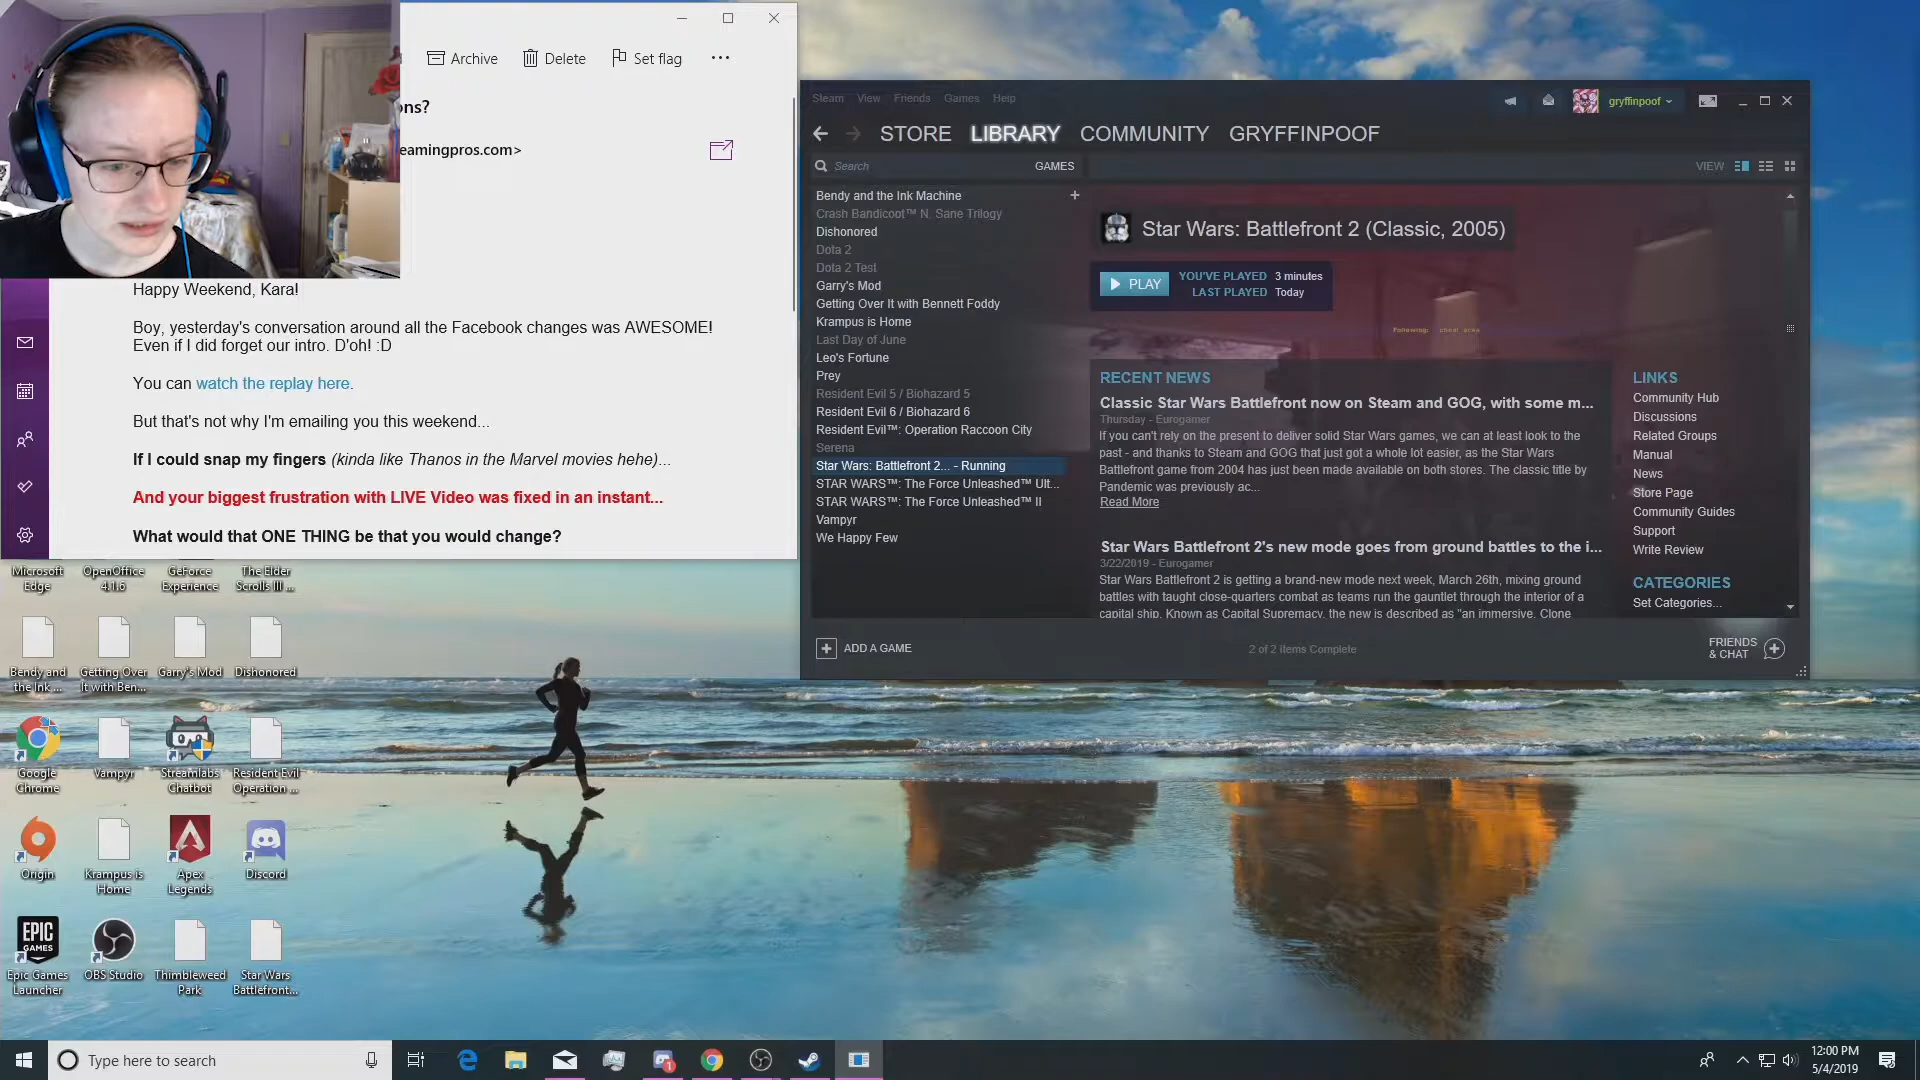 Archive
Delete
Set flag
ons?
eamingpros.com>
Happy Weekend, Kara!
Boy, yesterday's conversation around all the Facebook changes was AWESOME!
Even if I did forget our intro. D'oh! :D
You can watch the replay here.
But that's not why I'm emailing you this weekend...
If I could snap my fingers (kinda like Thanos in the Marvel movies hehe)...
And your biggest frustration with LIVE Video was fixed in an instant...
What would that ONE THING be that you would change?
Steam View Friends Games Help
gryffinpoof
STORE LIBRARY COMMUNITY GRYFFINPOOF
Search GAMES
VIEW
Bendy and the Ink Machine
Crash Bandicoot™ N. Sane Trilogy
Dishonored
Dota 2
Dota 2 Test
Garry's Mod
Getting Over It with Bennett Foddy
Krampus is Home
Last Day of June
Leo's Fortune
Prey
Resident Evil 5 / Biohazard 5
Resident Evil 6 / Biohazard 6
Resident Evil™: Operation Raccoon City
Serena
Star Wars: Battlefront 2... - Running
STAR WARS™: The Force Unleashed™ Ult...
STAR WARS™: The Force Unleashed™ II
Vampyr
We Happy Few
Star Wars: Battlefront 2 (Classic, 2005)
PLAY
YOU'VE PLAYED 3 minutes
LAST PLAYED Today
RECENT NEWS
Classic Star Wars Battlefront now on Steam and GOG, with some m...
Thursday - Eurogamer
If you can't rely on the present to deliver solid Star Wars games, we can at least look to the
past - and thanks to Steam and GOG that just got a whole lot easier, as the Star Wars
Battlefront game from 2004 has just been made available on both stores. The classic title by
Pandemic was previously ac...
Read More
Star Wars Battlefront 2's new mode goes from ground battles to the i...
3/22/2019 - Eurogamer
Star Wars Battlefront 2 is getting a brand-new mode next week, March 26th, mixing ground
battles with taught close-quarters combat as teams run the gauntlet through the interior of a
capital ship. Known as Capital Supremacy, the new is described as "an immersive, Clone
LINKS
Community Hub
Discussions
Related Groups
Manual
News
Store Page
Community Guides
Support
Write Review
CATEGORIES
Set Categories...
ADD A GAME
2 of 2 Items Complete
FRIENDS
& CHAT
Microsoft
Edge
OpenOffice
4.1.6
GeForce
Experience
The Elder
Scrolls III ...
Bendy and
the Ink ...
Getting Over
It with Ben...
Garry's Mod
Dishonored
Google
Chrome
Vampyr
Streamlabs
Chatbot
Resident Evil
Operation ...
Origin
Krampus is
Home
Apex
Legends
Discord
EPIC
GAMES
Epic Games
Launcher
OBS Studio
Thimbleweed
Park
Star Wars
Battlefront...
Type here to search
1
12:00 PM
5/4/2019